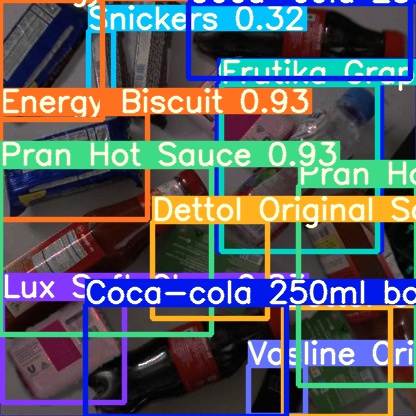 Snickers 0.32
Frutika Grap
Energy Biscuit 0.93
Pran Hot Sauce 0.93
Pran Ho
Dettol Original So
Lux
Coca-cola 250ml bo
Vasline Ori